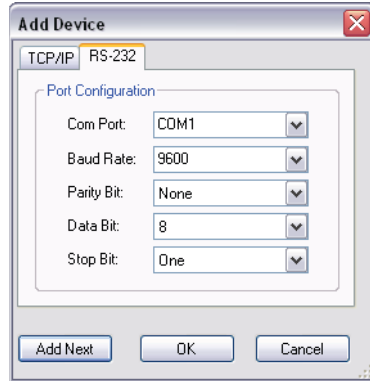 Add Device
TCP/IP RS-232
Port Configuration
Com Port: COM1
Baud Rate: 9600
Parity Bit: None
Data Bit: 8
Stop Bit: One
Add Next OK Cancel